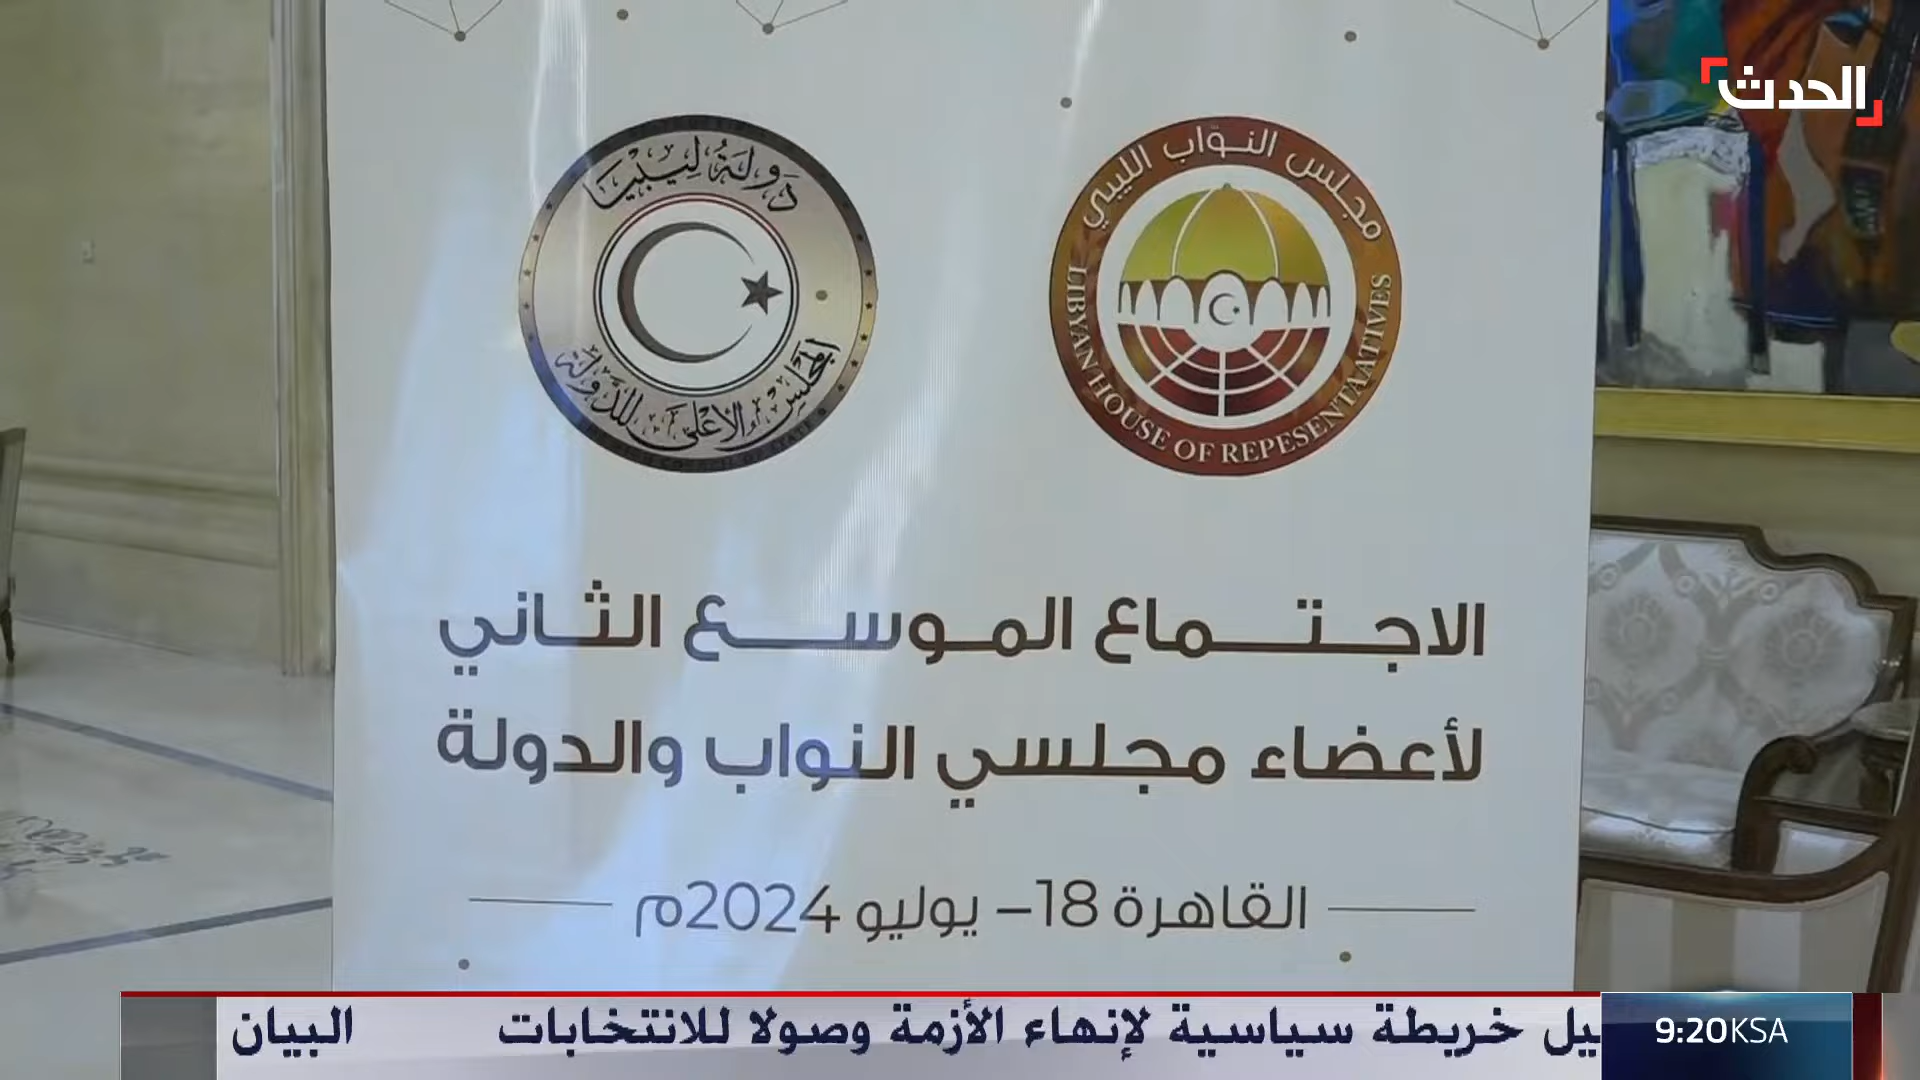 الحدث
دولة ليبيا
المجلس الأعلى للدولة
مجلس النواب الليبي
LIBYAN HOUSE OF REPESENTAATIVES
الاجتماع الموسع الثاني
لأعضاء مجلسي النواب والدولة
القاهرة 18– يوليو 2024م
خريطة سياسية لإنهاء الأزمة وصولا للانتخابات
البيان
9:20KSA